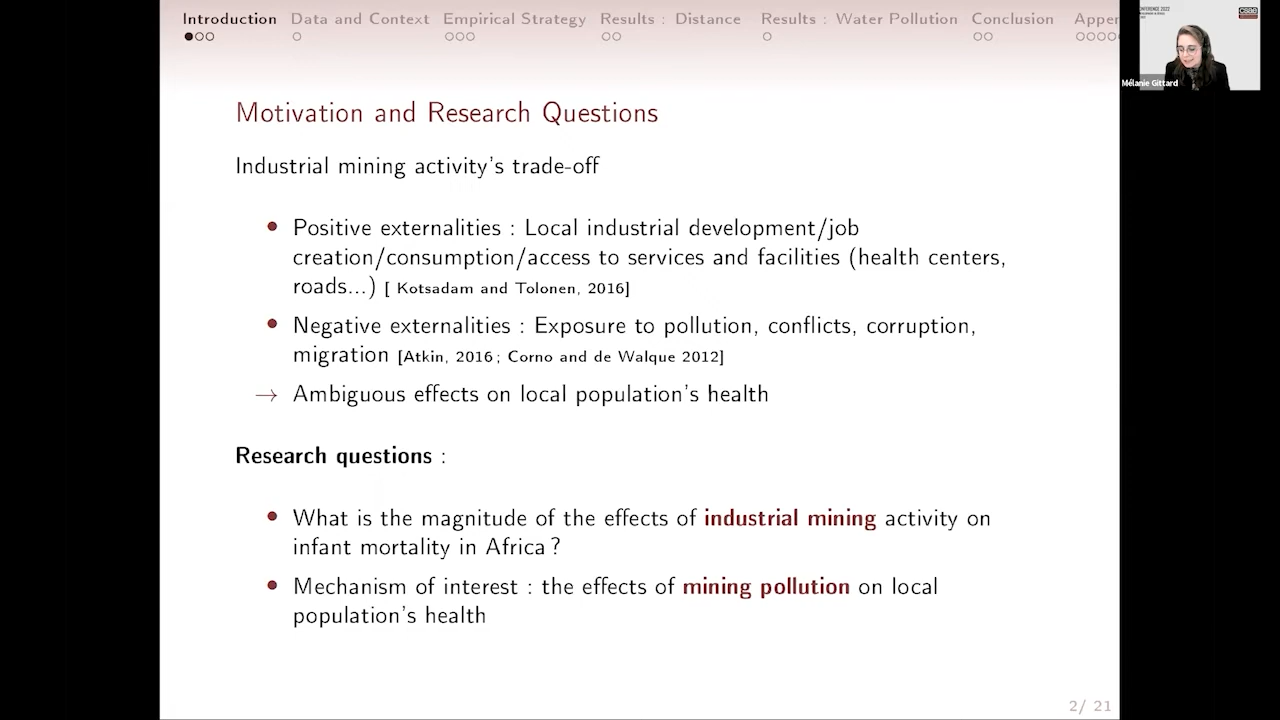 Introduction Data and Context Empirical Strategy Results : Distance Results : Water Pollution Conclusion Appen
CONFERENCE 2022
csae
Mélanie Gittard
Motivation and Research Questions
Industrial mining activity's trade-off
• Positive externalities : Local industrial development/job
creation/consumption/access to services and facilities (health centers,
roads...) [ Kotsadam and Tolonen, 2016]
• Negative externalities : Exposure to pollution, conflicts, corruption,
migration [Atkin, 2016 ; Corno and de Walque 2012]
→ Ambiguous effects on local population's health
Research questions :
• What is the magnitude of the effects of industrial mining activity on
infant mortality in Africa ?
• Mechanism of interest : the effects of mining pollution on local
population's health
2/ 21